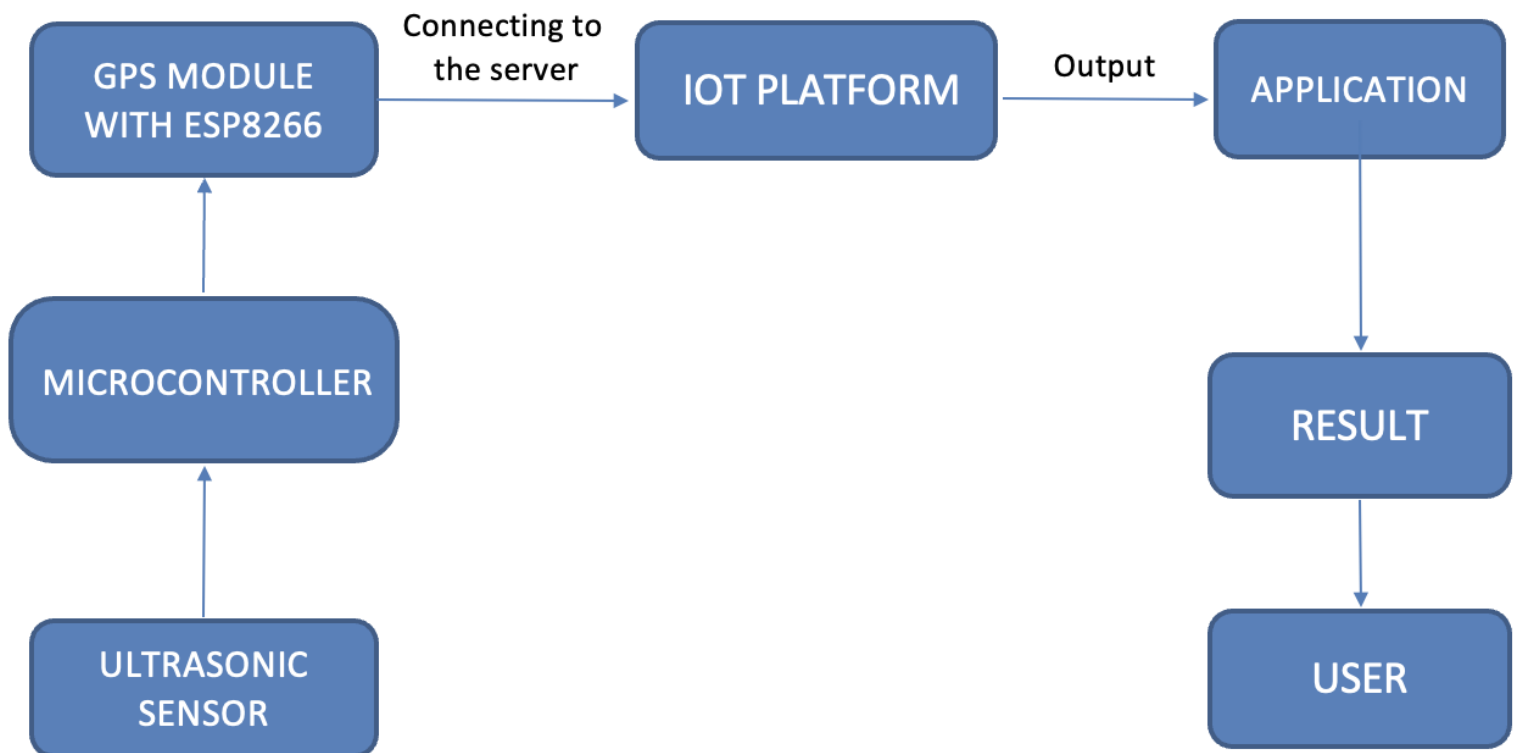 GPS MODULE
WITH ESP8266
Connecting to
the server
IOT PLATFORM
Output
APPLICATION
MICROCONTROLLER
RESULT
ULTRASONIC
SENSOR
USER